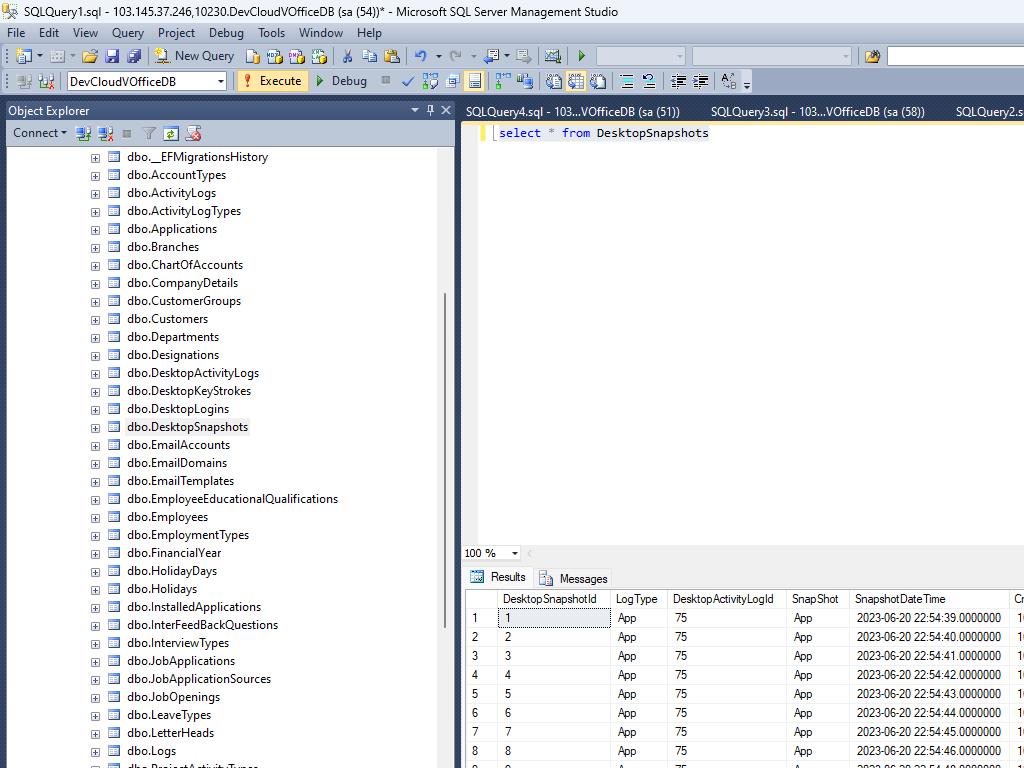 SQLQuery1.sql - 103.145.37.246,10230.DevCloudVOfficeDB (sa (54))* - Microsoft SQL Server Management Studio
File Edit View Query Project Debug Tools Window Help
New Query
DevCloudVOfficeDB Execute Debug
Object Explorer
SQLQuery4.sql - 103...VOfficeDB (sa (51)) SQLQuery3.sql - 103...VOfficeDB (sa (58)) SQLQuery2.s
Connect
select * from DesktopSnapshots
dbo.__EFMigrationsHistory
dbo.AccountTypes
dbo.ActivityLogs
dbo.ActivityLogTypes
dbo.Applications
dbo.Branches
dbo.ChartOfAccounts
dbo.CompanyDetails
dbo.CustomerGroups
dbo.Customers
dbo.Departments
dbo.Designations
dbo.DesktopActivityLogs
dbo.DesktopKeyStrokes
dbo.DesktopLogins
dbo.DesktopSnapshots
dbo.EmailAccounts
dbo.EmailDomains
dbo.EmailTemplates
dbo.EmployeeEducationalQualifications
dbo.Employees
dbo.EmploymentTypes
dbo.FinancialYear
dbo.HolidayDays
dbo.Holidays
dbo.InstalledApplications
dbo.InterFeedBackQuestions
dbo.InterviewTypes
dbo.JobApplications
dbo.JobApplicationSources
dbo.JobOpenings
dbo.LeaveTypes
dbo.LetterHeads
dbo.Logs
dbo.ProjectActivityTypes
100 %
Results Messages
DesktopSnapshotId LogType DesktopActivityLogId SnapShot SnapshotDateTime Cr
1 1 App 75 App 2023-06-20 22:54:39.0000000
2 2 App 75 App 2023-06-20 22:54:40.0000000
3 3 App 75 App 2023-06-20 22:54:41.0000000
4 4 App 75 App 2023-06-20 22:54:42.0000000
5 5 App 75 App 2023-06-20 22:54:43.0000000
6 6 App 75 App 2023-06-20 22:54:44.0000000
7 7 App 75 App 2023-06-20 22:54:45.0000000
8 8 App 75 App 2023-06-20 22:54:46.0000000